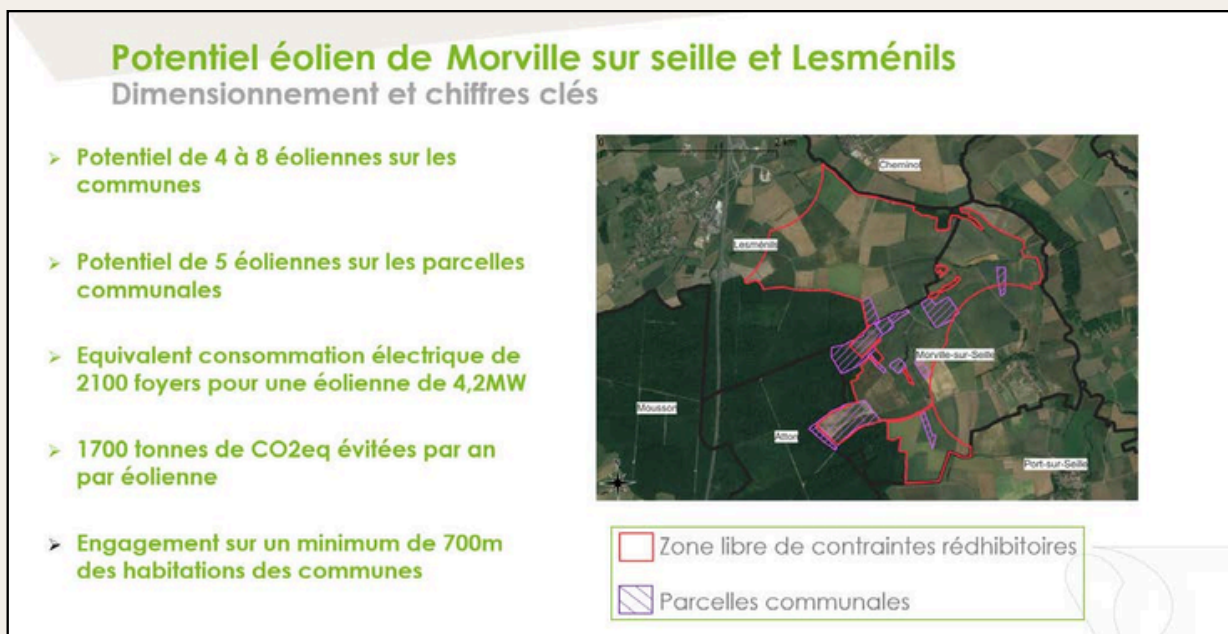 Potentiel éolien de Morville sur seille et Lesménils
Dimensionnement et chiffres clés
➢ Potentiel de 4 à 8 éoliennes sur les
communes
➢ Potentiel de 5 éoliennes sur les parcelles
communales
➢ Equivalent consommation électrique de
2100 foyers pour une éolienne de 4,2MW
➢ 1700 tonnes de CO2eq évitées par an
par éolienne
➢ Engagement sur un minimum de 700m
des habitations des communes
0 2 km
Cheminot
Lesménils
Morville-sur-Seille
Mousson
Atton
Port-sur-Seille
Zone libre de contraintes rédhibitoires
Parcelles communales